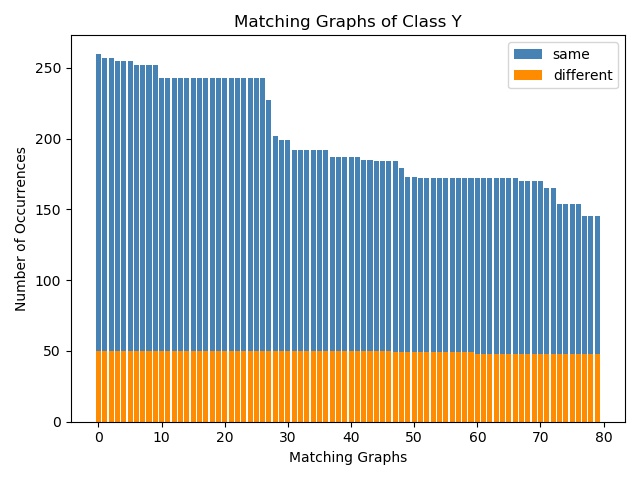 Matching Graphs of Class Y
same
different
Number of Occurrences
250
200
150
100
50
0
0 10 20 30 40 50 60 70 80
Matching Graphs